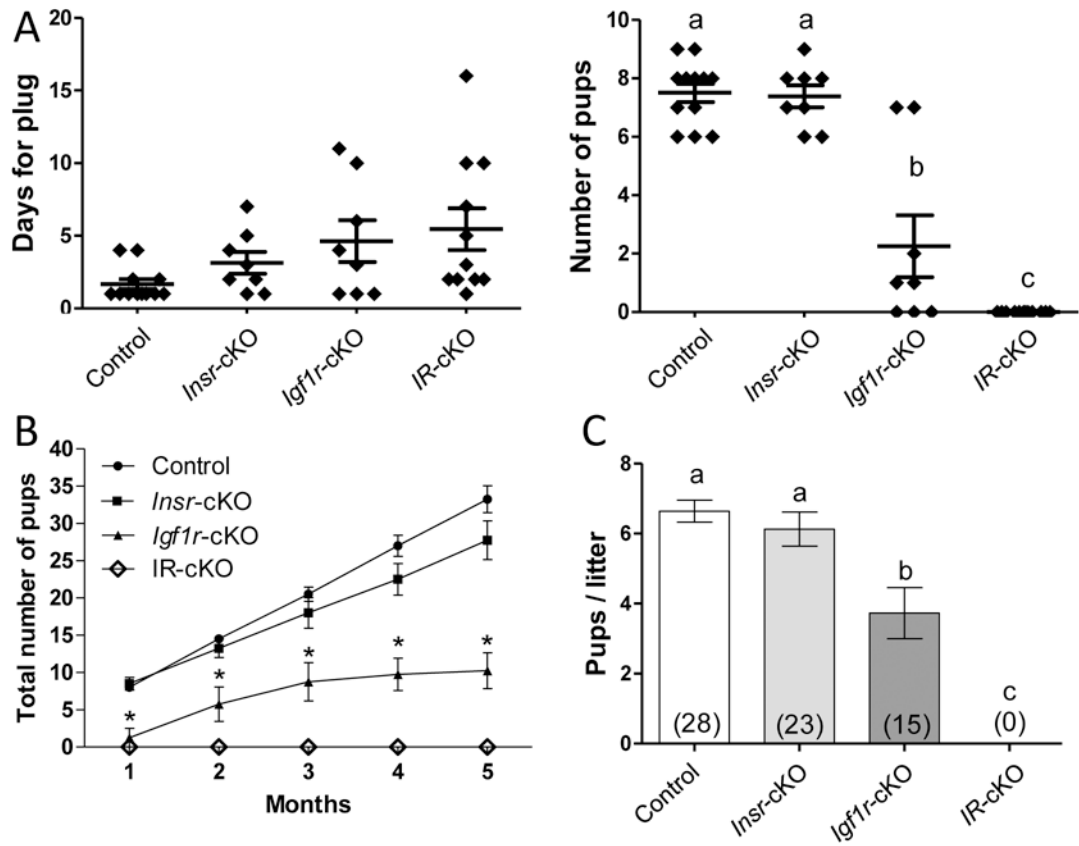 A
Days for plug
20
15
10
5
0
Control
Insr-cKO
Igf1r-cKO
IR-cKO
Number of pups
10
8
6
4
2
0
a
a
b
c
Control
Insr-cKO
Igf1r-cKO
IR-cKO
B
Total number of pups
40
35
30
25
20
15
10
5
0
Control
Insr-cKO
Igf1r-cKO
IR-cKO
* * * * *
1 2 3 4 5
Months
C
Pups / litter
8
6
4
2
0
a
a
b
c
(28) (23) (15) (0)
Control
Insr-cKO
Igf1r-cKO
IR-cKO